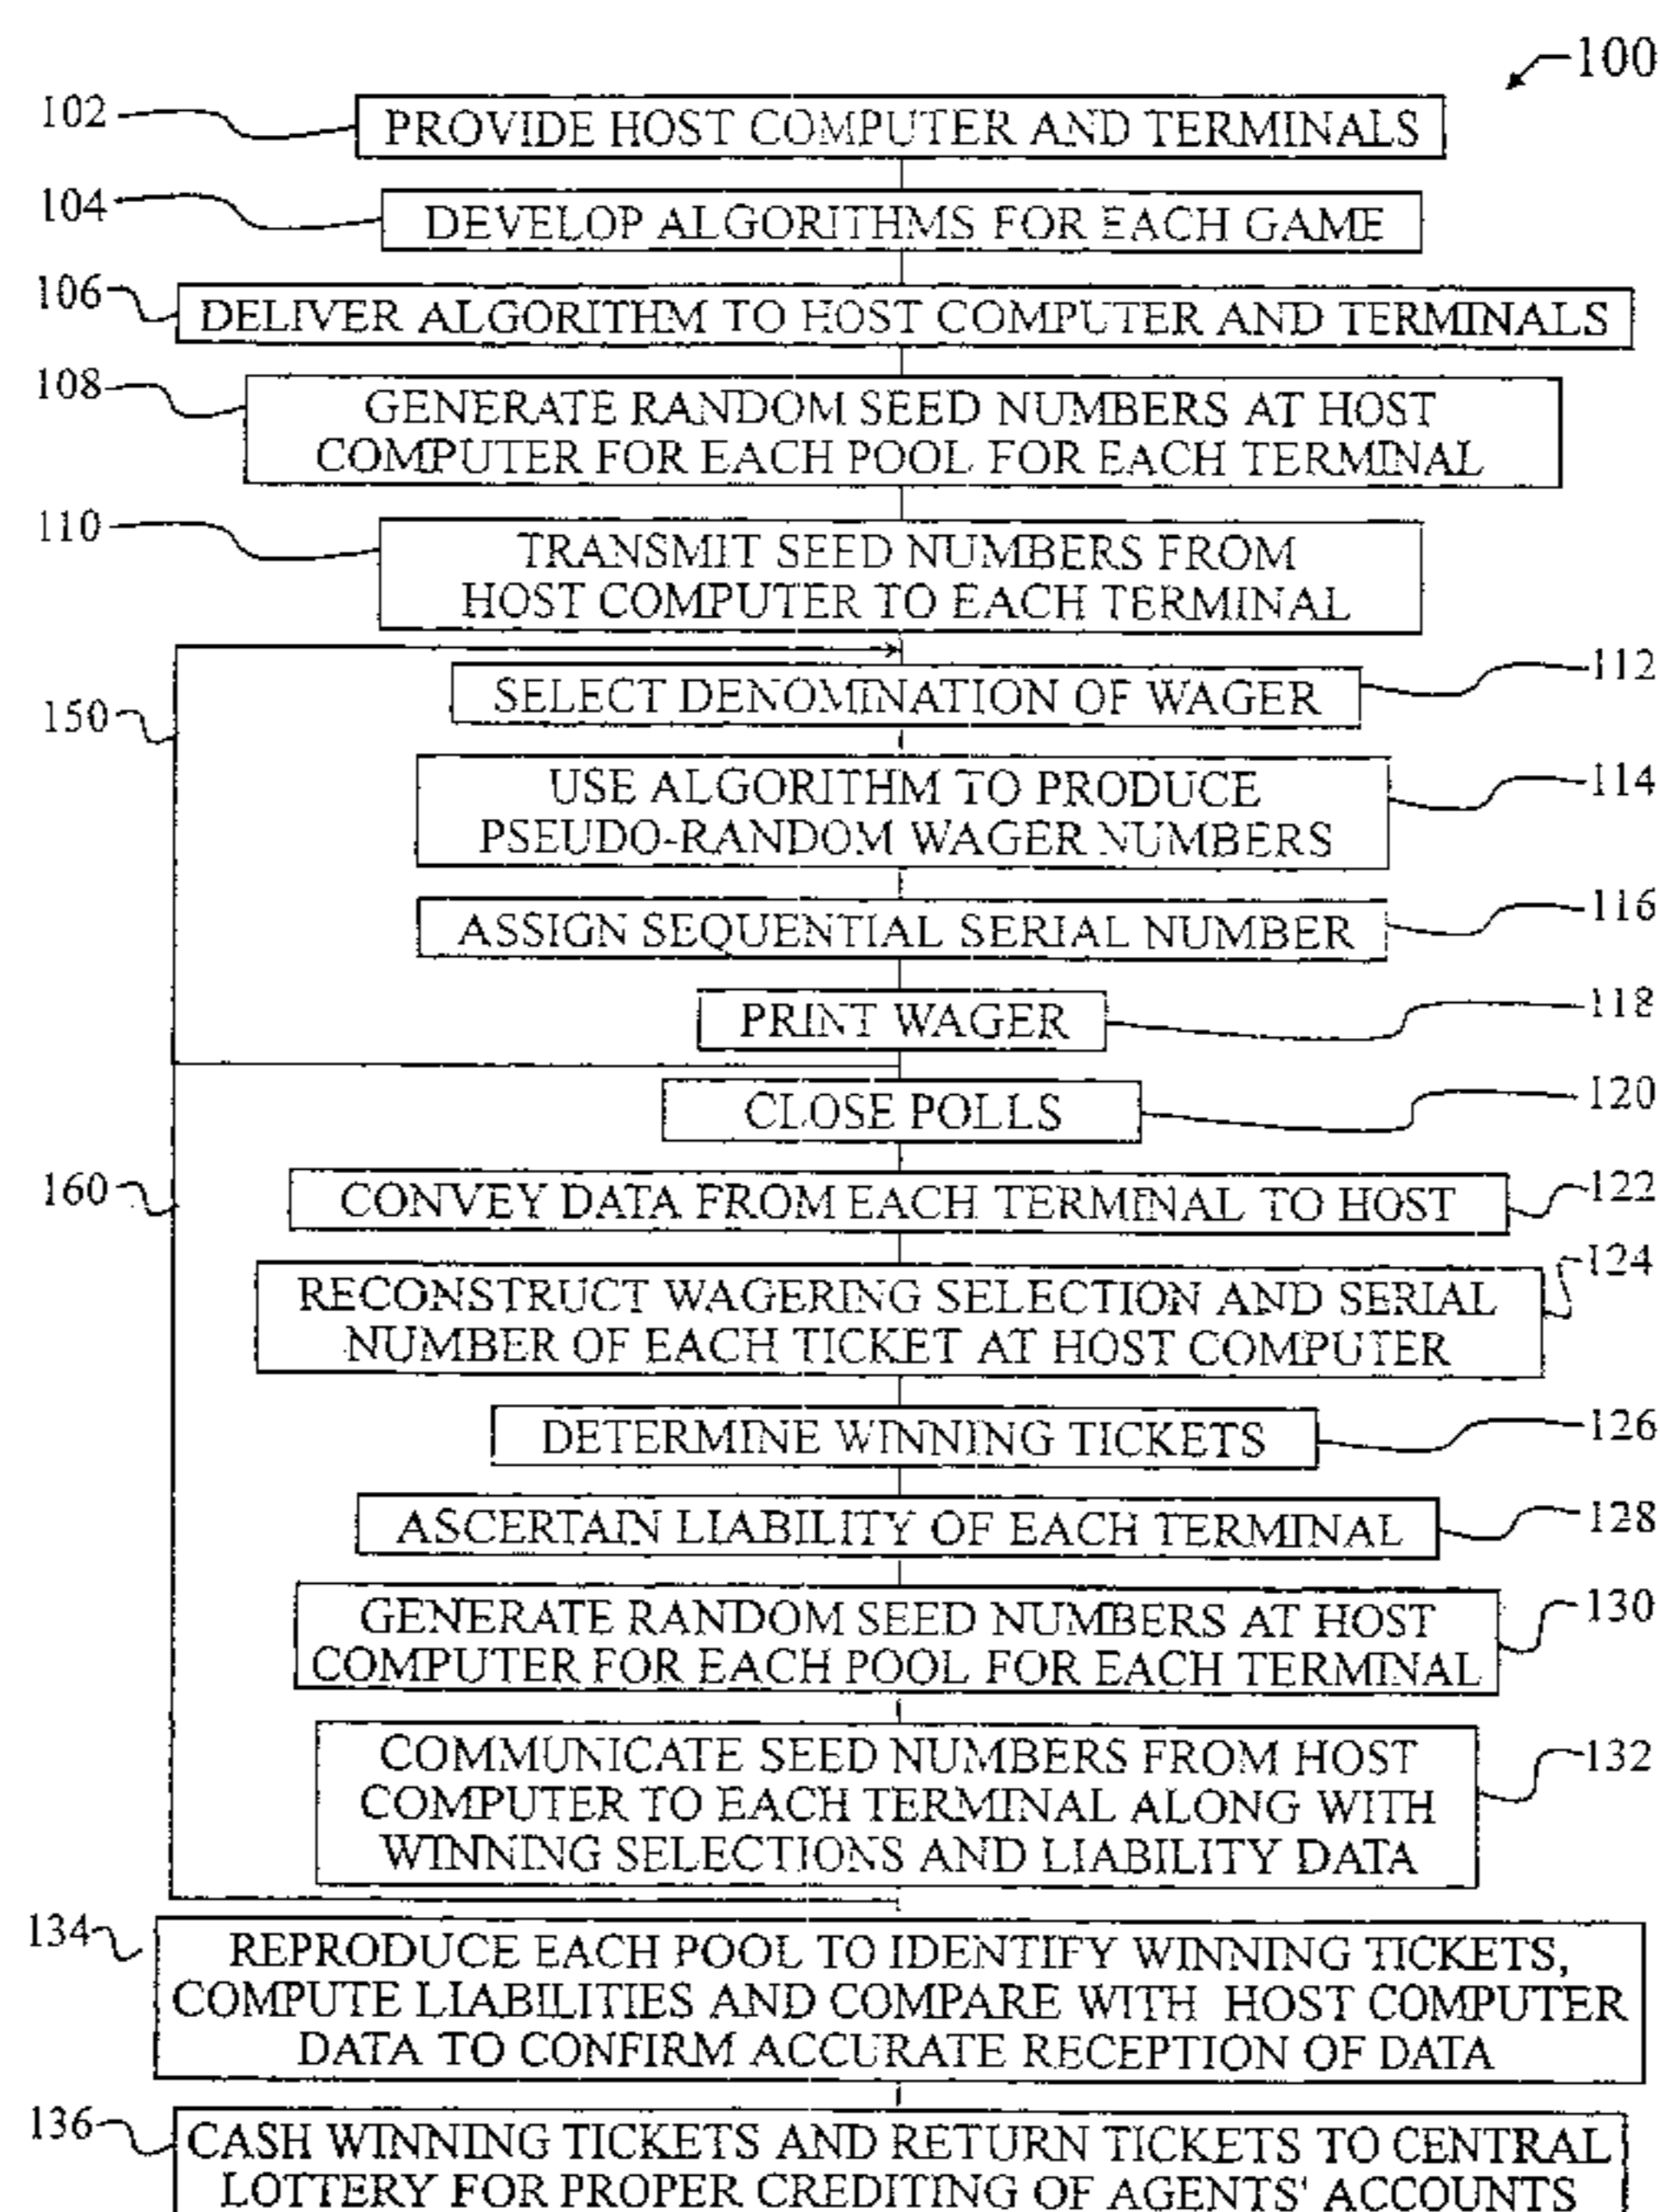 100
102
PROVIDE HOST COMPUTER AND TERMINALS
104
DEVELOP ALGORITHMS FOR EACH GAME
106
DELIVER ALGORITHM TO HOST COMPUTER AND TERMINALS
108
GENERATE RANDOM SEED NUMBERS AT HOST
COMPUTER FOR EACH POOL FOR EACH TERMINAL
110
TRANSMIT SEED NUMBERS FROM
HOST COMPUTER TO EACH TERMINAL
112
SELECT DENOMINATION OF WAGER
150
114
USE ALGORITHM TO PRODUCE
PSEUDO-RANDOM WAGER NUMBERS
116
ASSIGN SEQUENTIAL SERIAL NUMBER
118
PRINT WAGER
120
CLOSE POLLS
160
122
CONVEY DATA FROM EACH TERMINAL TO HOST
124
RECONSTRUCT WAGERING SELECTION AND SERIAL
NUMBER OF EACH TICKET AT HOST COMPUTER
126
DETERMINE WINNING TICKETS
128
ASCERTAIN LIABILITY OF EACH TERMINAL
130
GENERATE RANDOM SEED NUMBERS AT HOST
COMPUTER FOR EACH POOL FOR EACH TERMINAL
132
COMMUNICATE SEED NUMBERS FROM HOST
COMPUTER TO EACH TERMINAL ALONG WITH
WINNING SELECTIONS AND LIABILITY DATA
134
REPRODUCE EACH POOL TO IDENTIFY WINNING TICKETS,
COMPUTE LIABILITIES AND COMPARE WITH HOST COMPUTER
DATA TO CONFIRM ACCURATE RECEPTION OF DATA
136
CASH WINNING TICKETS AND RETURN TICKETS TO CENTRAL
LOTTERY FOR PROPER CREDITING OF AGENTS' ACCOUNTS